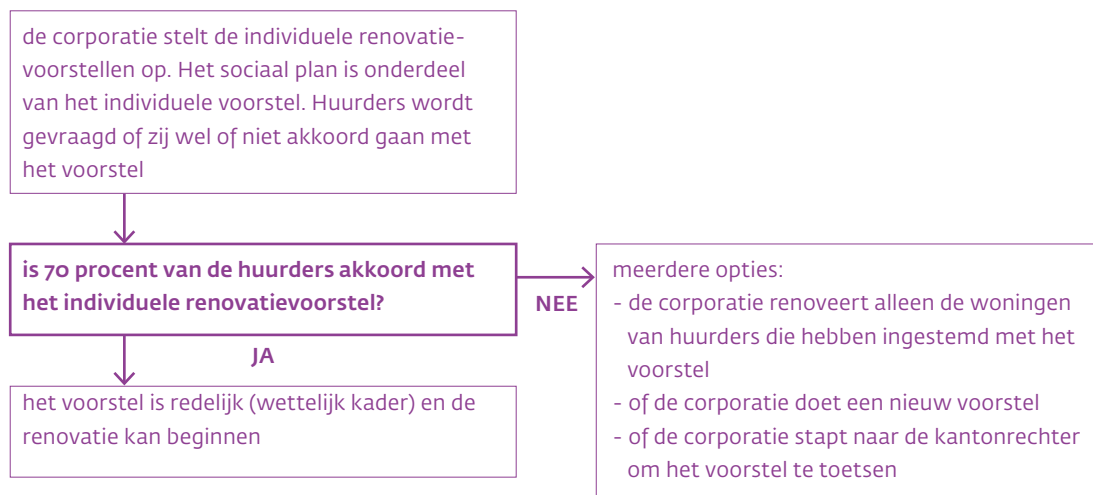 de corporatie stelt de individuele renovatie-
voorstellen op. Het sociaal plan is onderdeel
van het individuele voorstel. Huurders wordt
gevraagd of zij wel of niet akkoord gaan met
het voorstel
is 70 procent van de huurders akkoord met
het individuele renovatievoorstel?
NEE
JA
meerdere opties:
- de corporatie renoveert alleen de woningen
van huurders die hebben ingestemd met het
voorstel
- of de corporatie doet een nieuw voorstel
- of de corporatie stapt naar de kantonrechter
om het voorstel te toetsen
het voorstel is redelijk (wettelijk kader) en de
renovatie kan beginnen